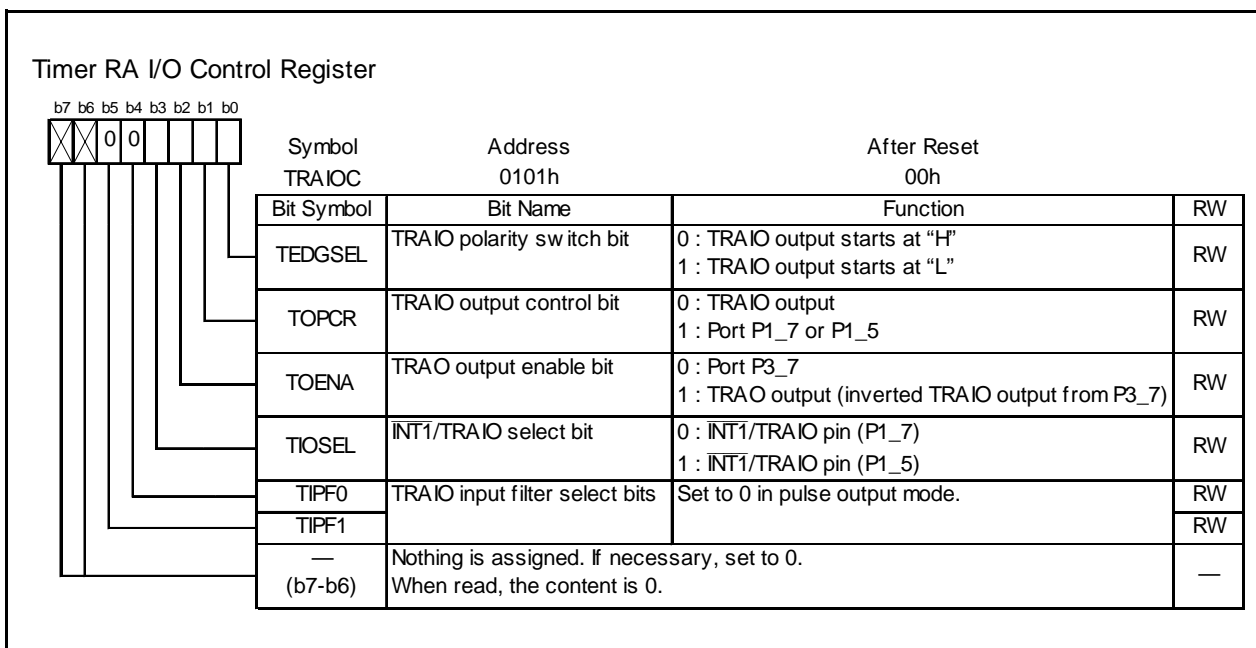 Timer RA I/O Control Register
b7 b6 b5 b4 b3 b2 b1 b0
0 0
Symbol Address After Reset
TRAIOC 0101h 00h
Bit Symbol Bit Name Function RW
TEDGSEL TRAIO polarity switch bit 0 : TRAIO output starts at “H” RW
1 : TRAIO output starts at “L”
TOPCR TRAIO output control bit 0 : TRAIO output RW
1 : Port P1_7 or P1_5
TOENA TRAO output enable bit 0 : Port P3_7 RW
1 : TRAO output (inverted TRAIO output from P3_7)
TIOSEL INT1/TRAIO select bit 0 : INT1/TRAIO pin (P1_7) RW
1 : INT1/TRAIO pin (P1_5)
TIPF0 TRAIO input filter select bits Set to 0 in pulse output mode. RW
TIPF1 RW
— Nothing is assigned. If necessary, set to 0. —
(b7-b6) When read, the content is 0.